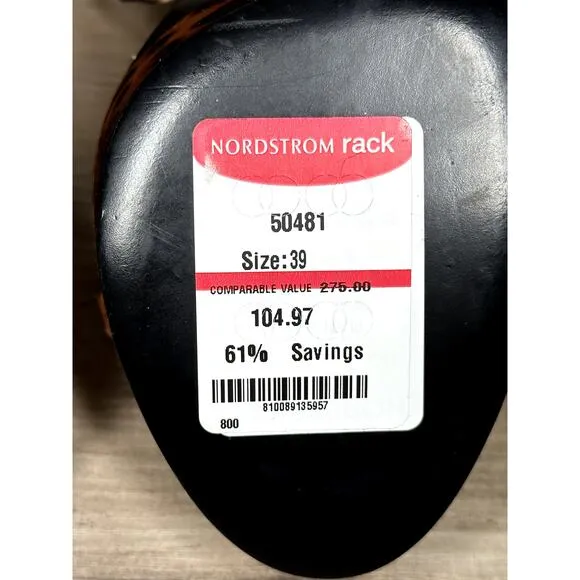 NORDSTROM rack
50481
Size:39
COMPARABLE VALUE 275.00
104.97
61% Savings
810089135957
800